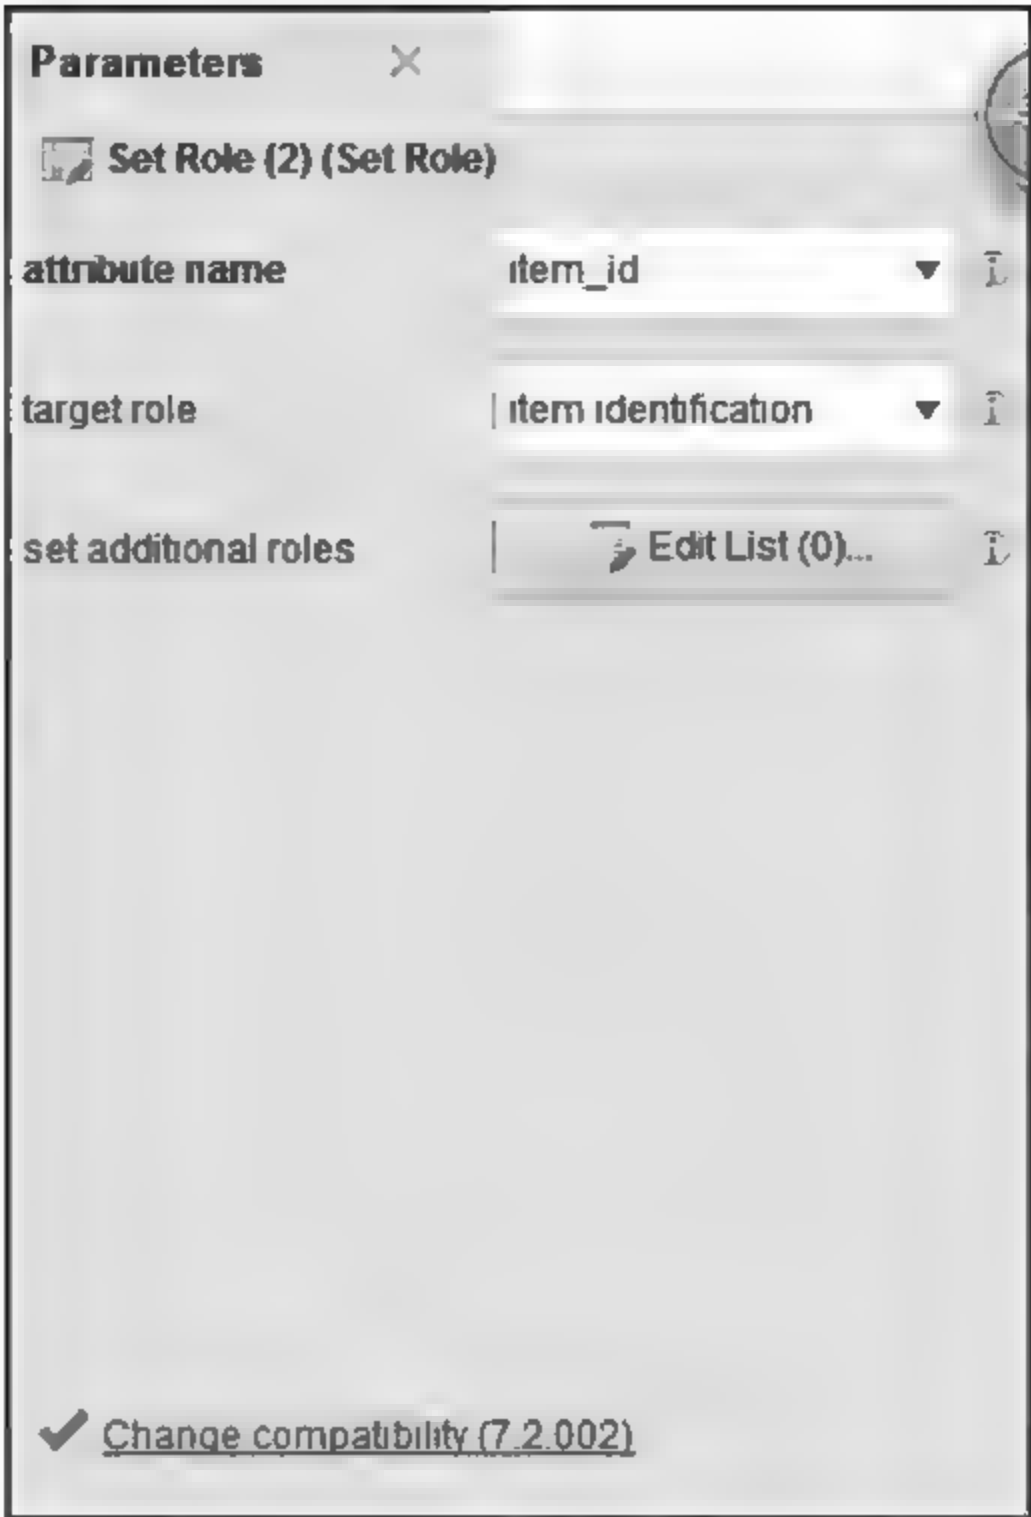 Parameters
Set Role (2) (Set Role)
attribute name item_id
target role item identification
set additional roles Edit List (0)...
Change compatibility (7.2.002)